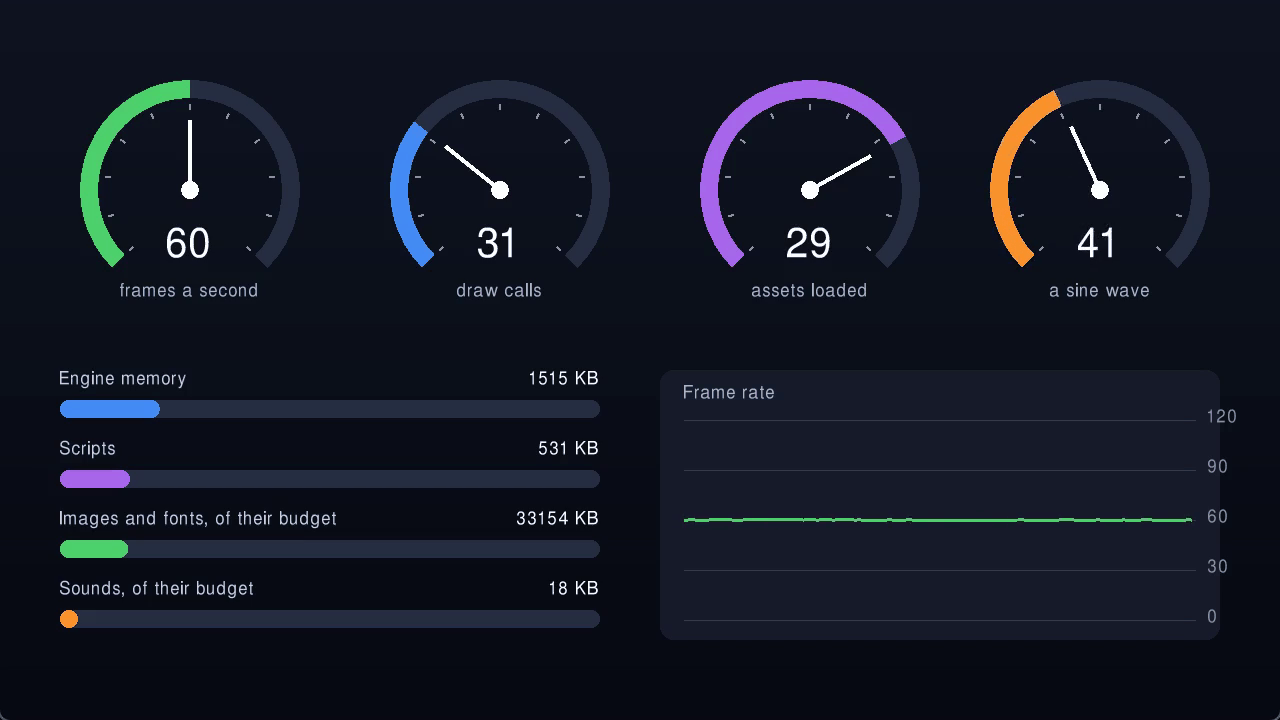 60
31
29
41
frames a second
draw calls
assets loaded
a sine wave
Engine memory 1515 KB
Scripts 531 KB
Images and fonts, of their budget 33154 KB
Sounds, of their budget 18 KB
Frame rate
120
90
60
30
0